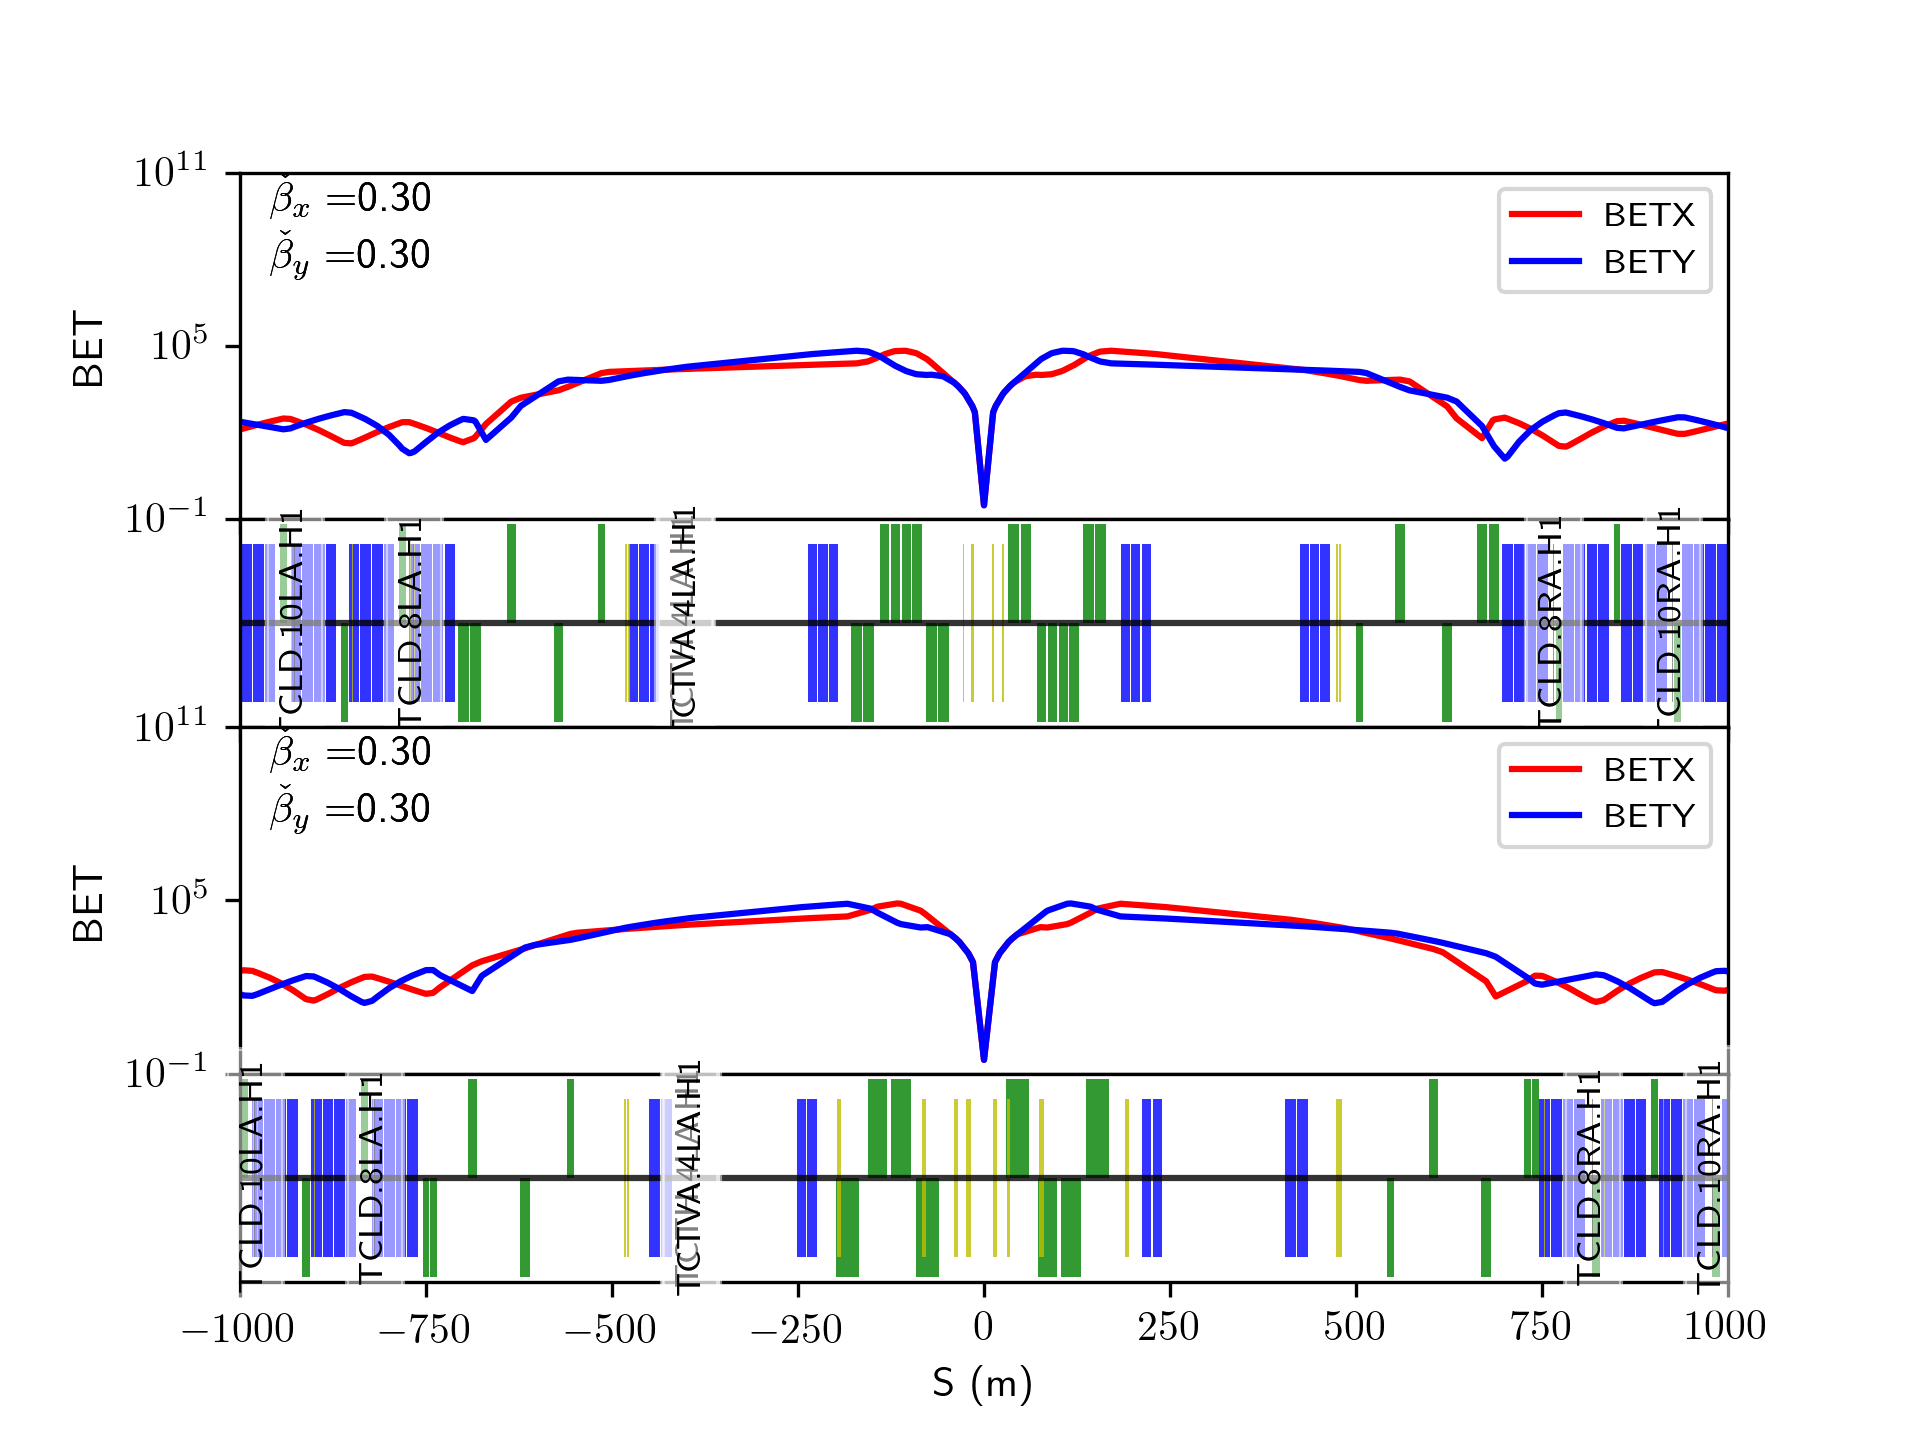 10^11
β̌x =0.30
β̌y =0.30
BETX
BETY
BET
10^5
10^-1
TCLD.10LA.H1
TCLD.8LA.H1
TCTVA.4LA.H1
TCLD.8RA.H1
TCLD.10RA.H1
10^11
β̌x =0.30
β̌y =0.30
BETX
BETY
BET
10^5
10^-1
TCLD.10LA.H1
TCLD.8LA.H1
TCTVA.4LA.H1
TCLD.8RA.H1
TCLD.10RA.H1
−1000 −750 −500 −250 0 250 500 750 1000
S (m)